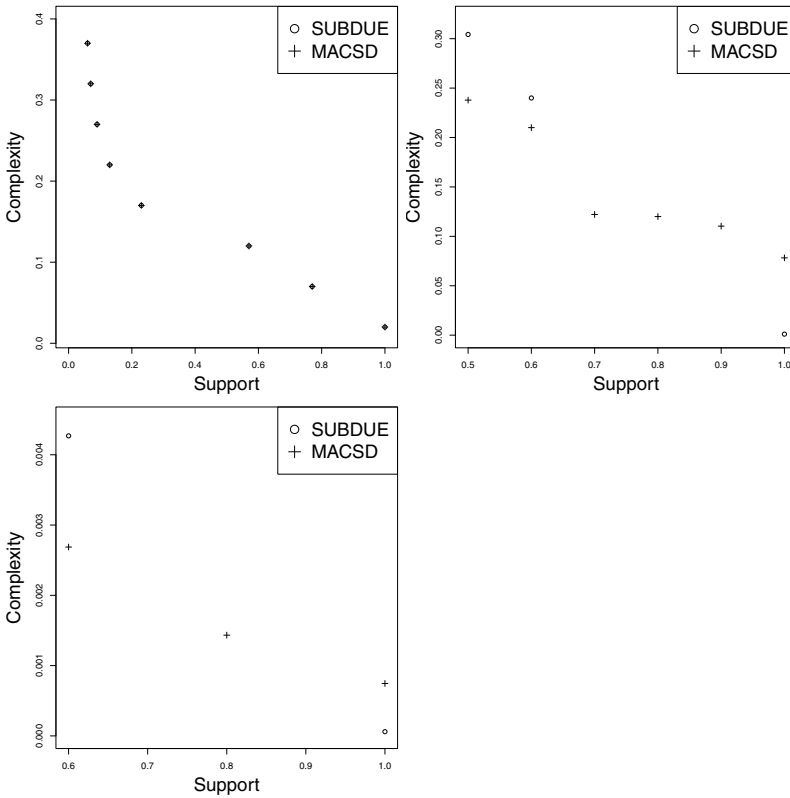 SUBDUE
MACSD
Complexity
0.0
0.1
0.2
0.3
0.4
0.0 0.2 0.4 0.6 0.8 1.0
Support
SUBDUE
MACSD
Complexity
0.00
0.05
0.10
0.15
0.20
0.25
0.30
0.5 0.6 0.7 0.8 0.9 1.0
Support
SUBDUE
MACSD
Complexity
0.000
0.001
0.002
0.003
0.004
0.6 0.7 0.8 0.9 1.0
Support